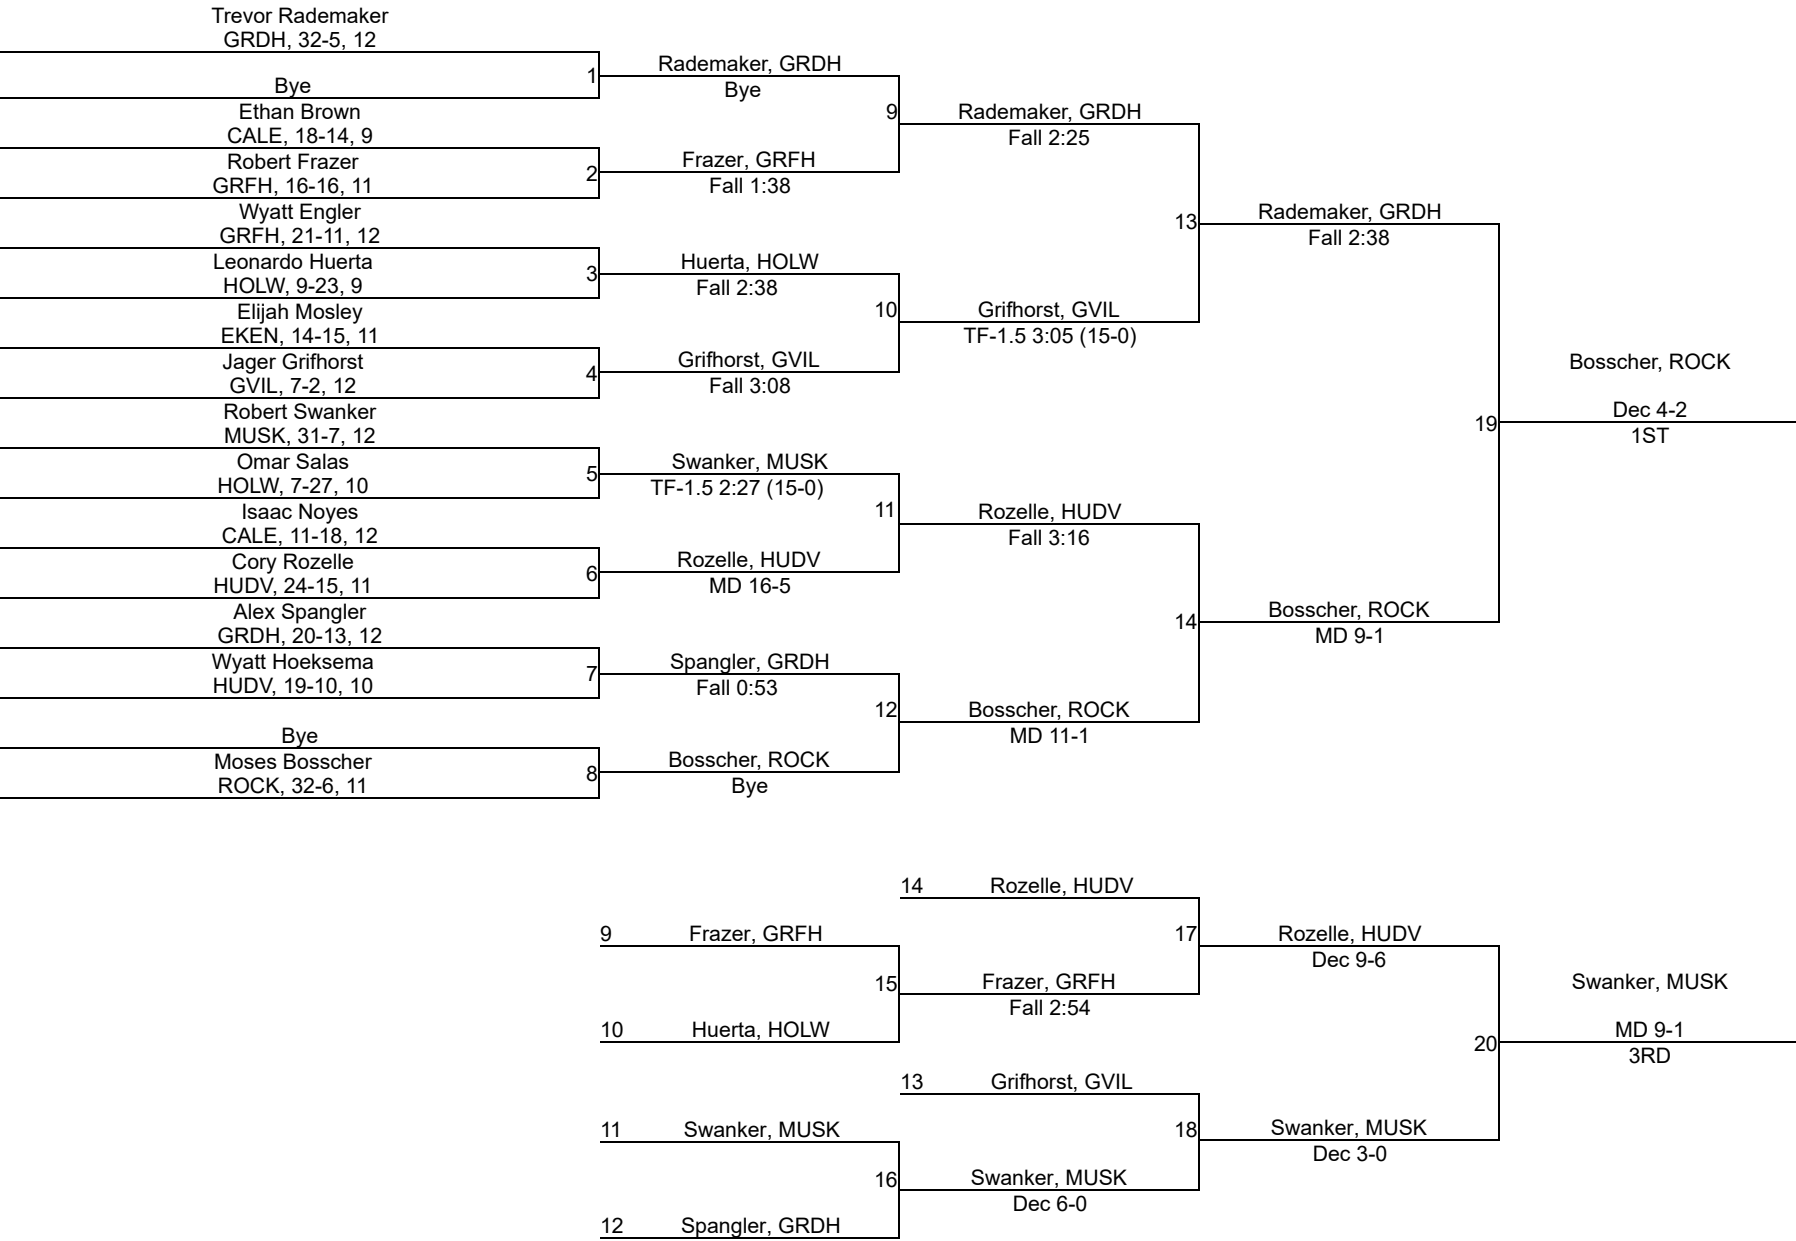 Trevor Rademaker
GRDH, 32-5, 12
Bye
1
Ethan Brown
CALE, 18-14, 9
Robert Frazer
GRFH, 16-16, 11
2
Wyatt Engler
GRFH, 21-11, 12
Leonardo Huerta
HOLW, 9-23, 9
3
Elijah Mosley
EKEN, 14-15, 11
Jager Grifhorst
GVIL, 7-2, 12
4
Robert Swanker
MUSK, 31-7, 12
Omar Salas
HOLW, 7-27, 10
5
Isaac Noyes
CALE, 11-18, 12
Cory Rozelle
HUDV, 24-15, 11
6
Alex Spangler
GRDH, 20-13, 12
Wyatt Hoeksema
HUDV, 19-10, 10
7
Bye
Moses Bosscher
ROCK, 32-6, 11
8
Rademaker, GRDH
Bye
9
Frazer, GRFH
Fall 1:38
Huerta, HOLW
Fall 2:38
10
Grifhorst, GVIL
Fall 3:08
Swanker, MUSK
TF-1.5 2:27 (15-0)
11
Rozelle, HUDV
MD 16-5
Spangler, GRDH
Fall 0:53
12
Bosscher, ROCK
Bye
Rademaker, GRDH
Fall 2:25
13
Grifhorst, GVIL
TF-1.5 3:05 (15-0)
Rozelle, HUDV
Fall 3:16
14
Bosscher, ROCK
MD 11-1
Rademaker, GRDH
Fall 2:38
19
Bosscher, ROCK
MD 9-1
Bosscher, ROCK
Dec 4-2
1ST
14 Rozelle, HUDV
9 Frazer, GRFH
15
10 Huerta, HOLW
Frazer, GRFH
Fall 2:54
17
Rozelle, HUDV
Dec 9-6
13 Grifhorst, GVIL
11 Swanker, MUSK
16
12 Spangler, GRDH
Swanker, MUSK
Dec 6-0
18
Swanker, MUSK
Dec 3-0
20
Swanker, MUSK
MD 9-1
3RD